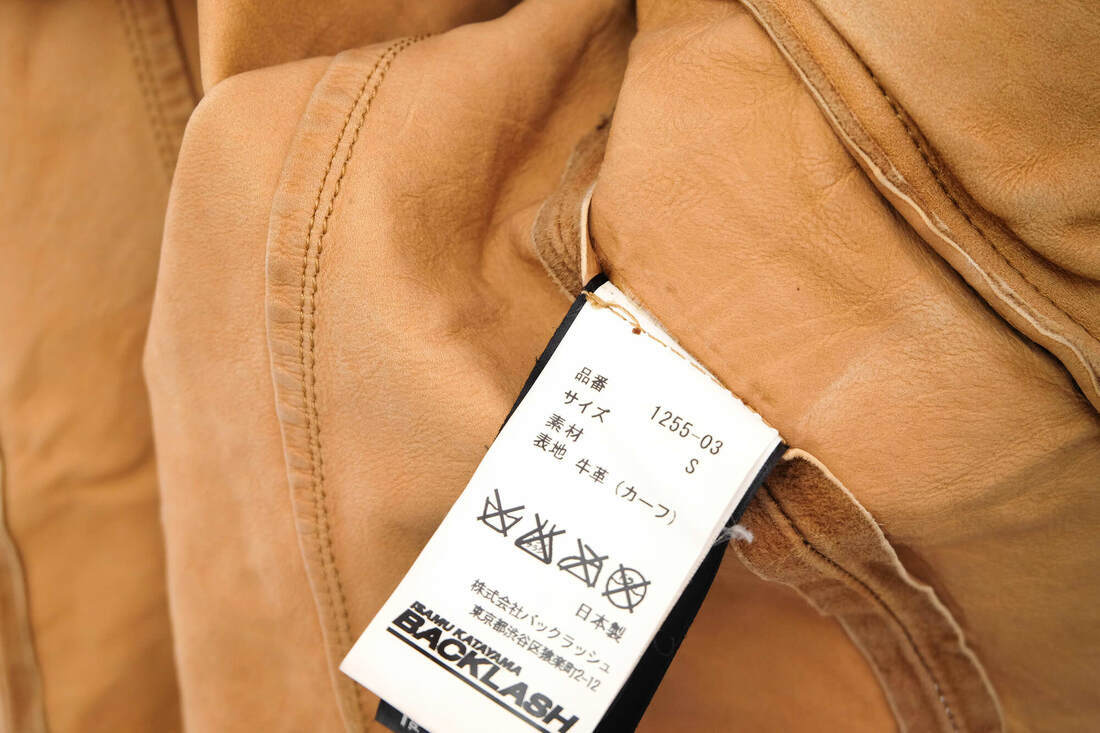 品番 1255-03
サイズ S
素材
表地 牛革 (カーフ)
日本製
株式会社バックラッシュ
東京都渋谷区猿楽町2-12
ISAMU KATAYAMA
BACKLASH